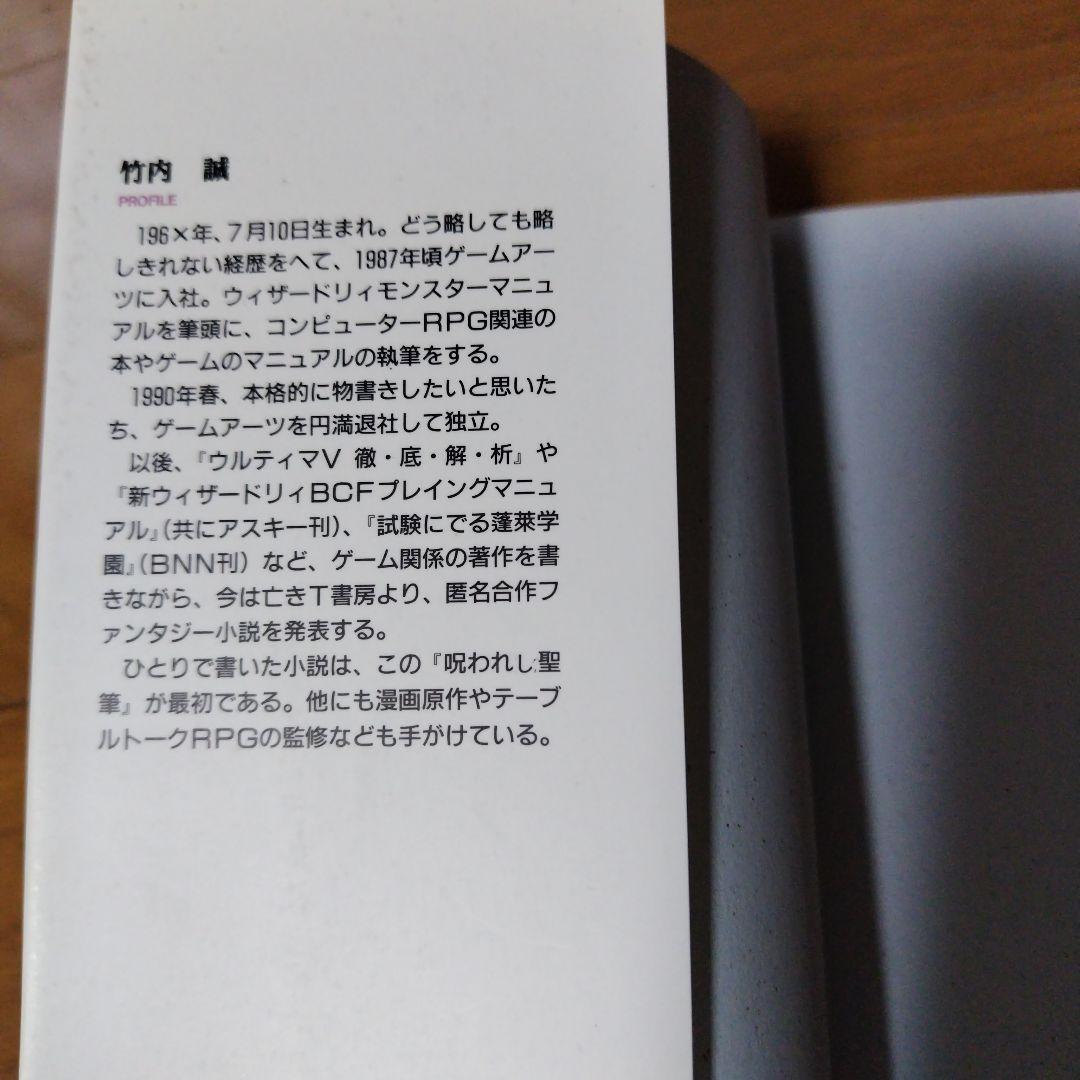 竹内　誠
PROFILE
196×年、7月10日生まれ。どう略しても略
しきれない経歴をへて、1987年頃ゲームアー
ツに入社。ウィザードリィモンスターマニュ
アルを筆頭に、コンピューターRPG関連の
本やゲームのマニュアルの執筆をする。
1990年春、本格的に物書きしたいと思いた
ち、ゲームアーツを円満退社して独立。
以後、『ウルティマV 徹・底・解・析』や
『新ウィザードリィBCFプレイングマニュ
アル』(共にアスキー刊)、『試験にでる蓬萊学
園』(BNN刊) など、ゲーム関係の著作を書
きながら、今は亡きT書房より、匿名合作フ
ァンタジー小説を発表する。
ひとりで書いた小説は、この『呪われし聖
筆』が最初である。他にも漫画原作やテーブ
ルトークRPGの監修なども手がけている。